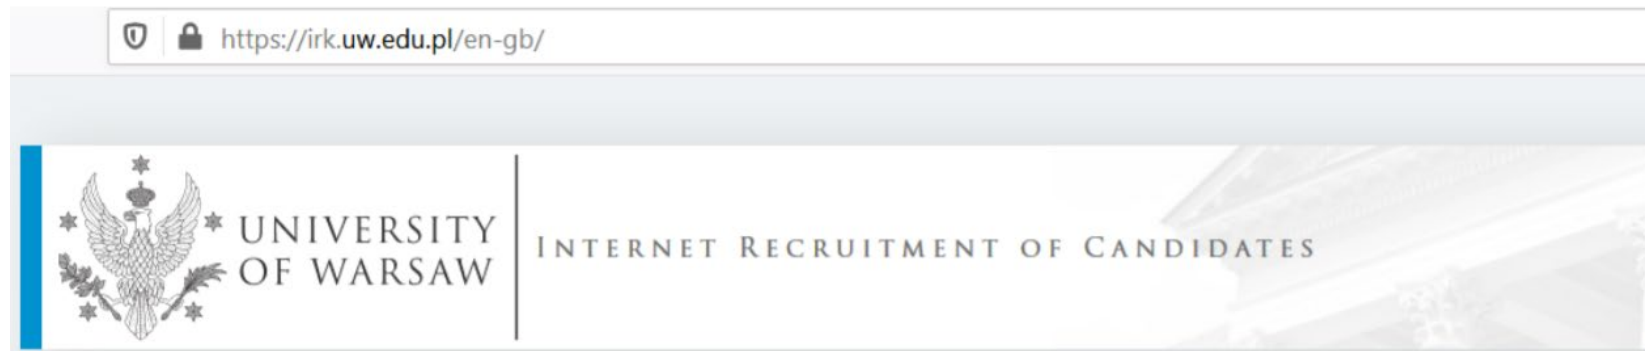 https://irk.uw.edu.pl/en-gb/
UNIVERSITY
OF WARSAW
INTERNET RECRUITMENT OF CANDIDATES